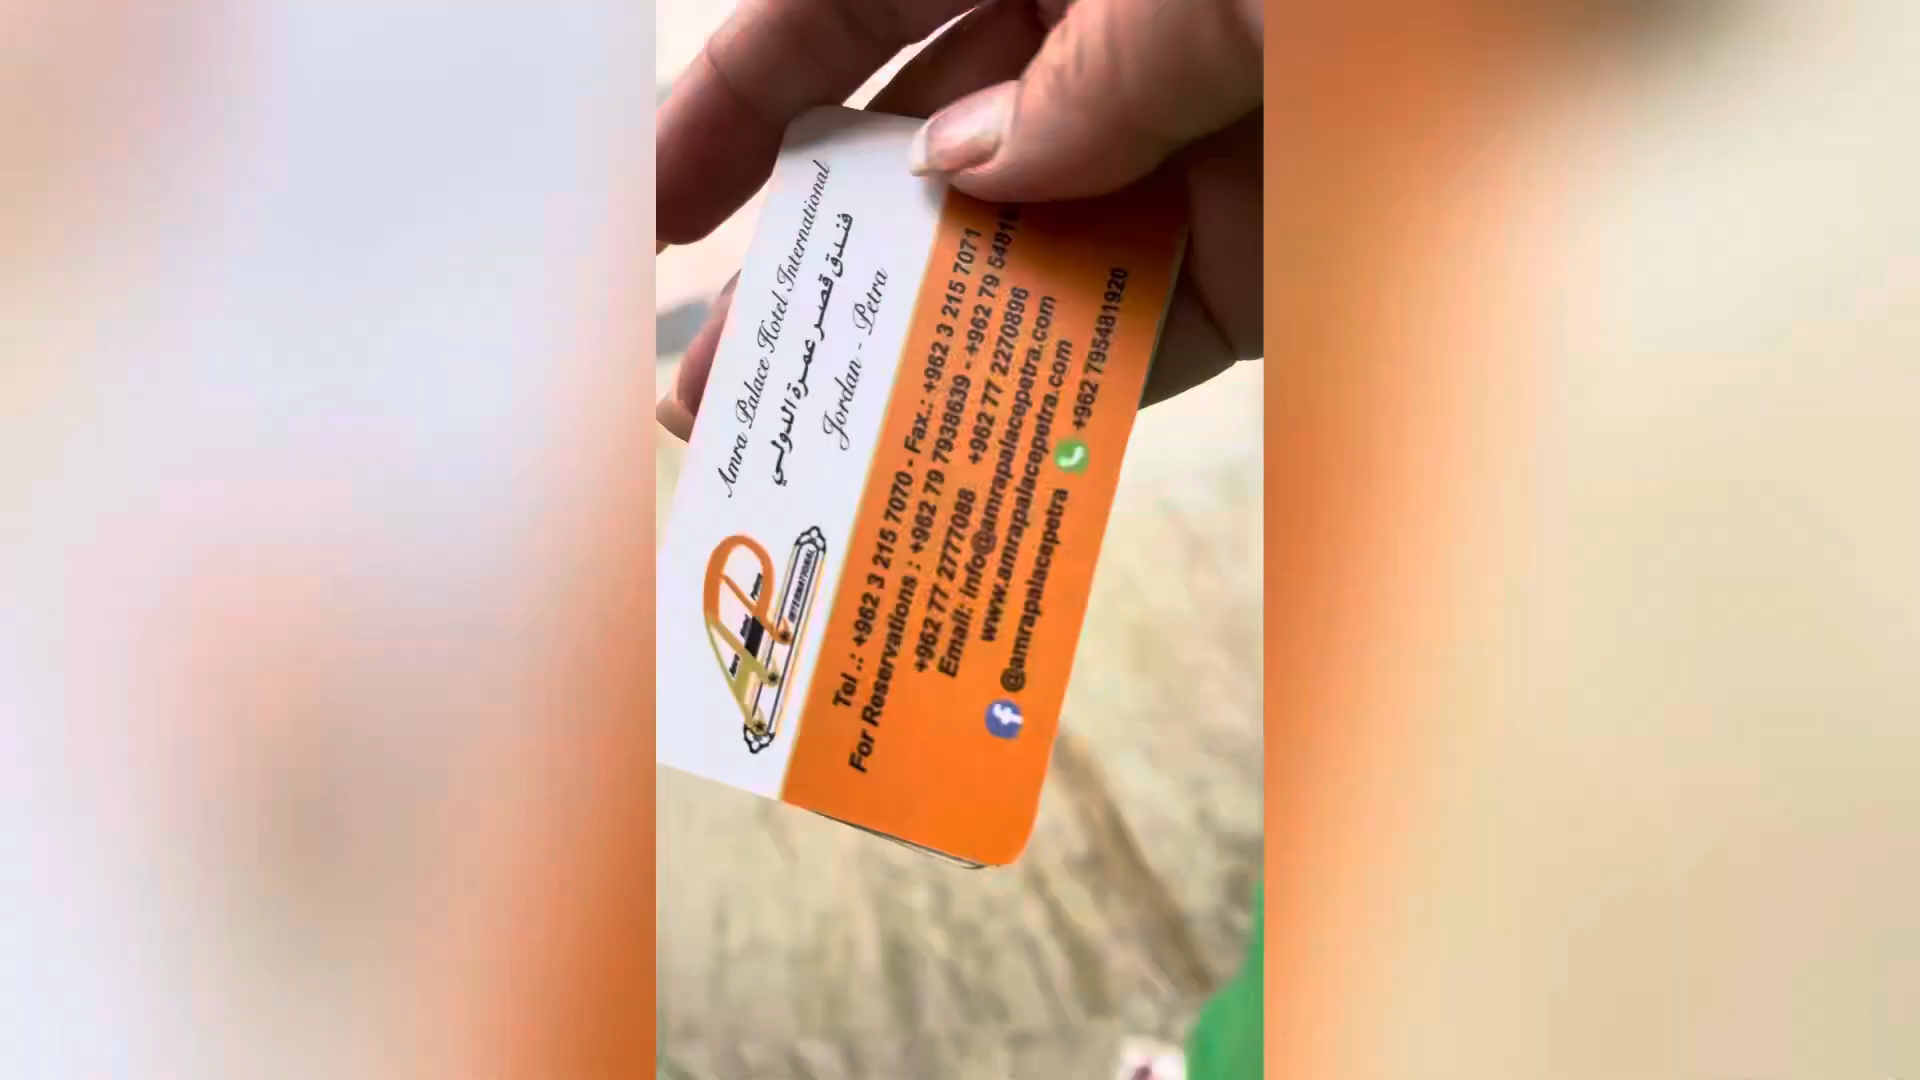 Amra Palace Hotel International
فندق قصر عمرة الدولي
Jordan - Petra
INTERNATIONAL
Tel .: +962 3 215 7070 - Fax.: +962 3 215 7071
For Reservations : +962 79 7938639 - +962 79
+962 77 2777088 +962 77 2270896
Email: info@amrapalacepetra.com
www.amrapalacepetra.com
@amrapalacepetra +962 795481920